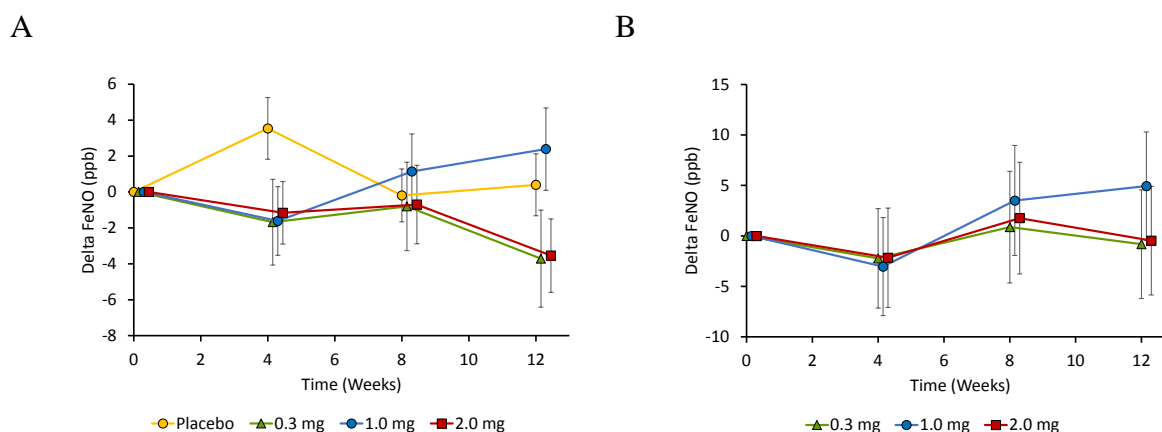 A
6
4
2
0
-2
-4
-6
-8
Delta FeNO (ppb)
0 2 4 6 8 10 12
Time (Weeks)
Placebo 0.3 mg 1.0 mg 2.0 mg
B
15
10
5
0
-5
-10
Delta FeNO (ppb)
0 2 4 6 8 10 12
Time (Weeks)
0.3 mg 1.0 mg 2.0 mg